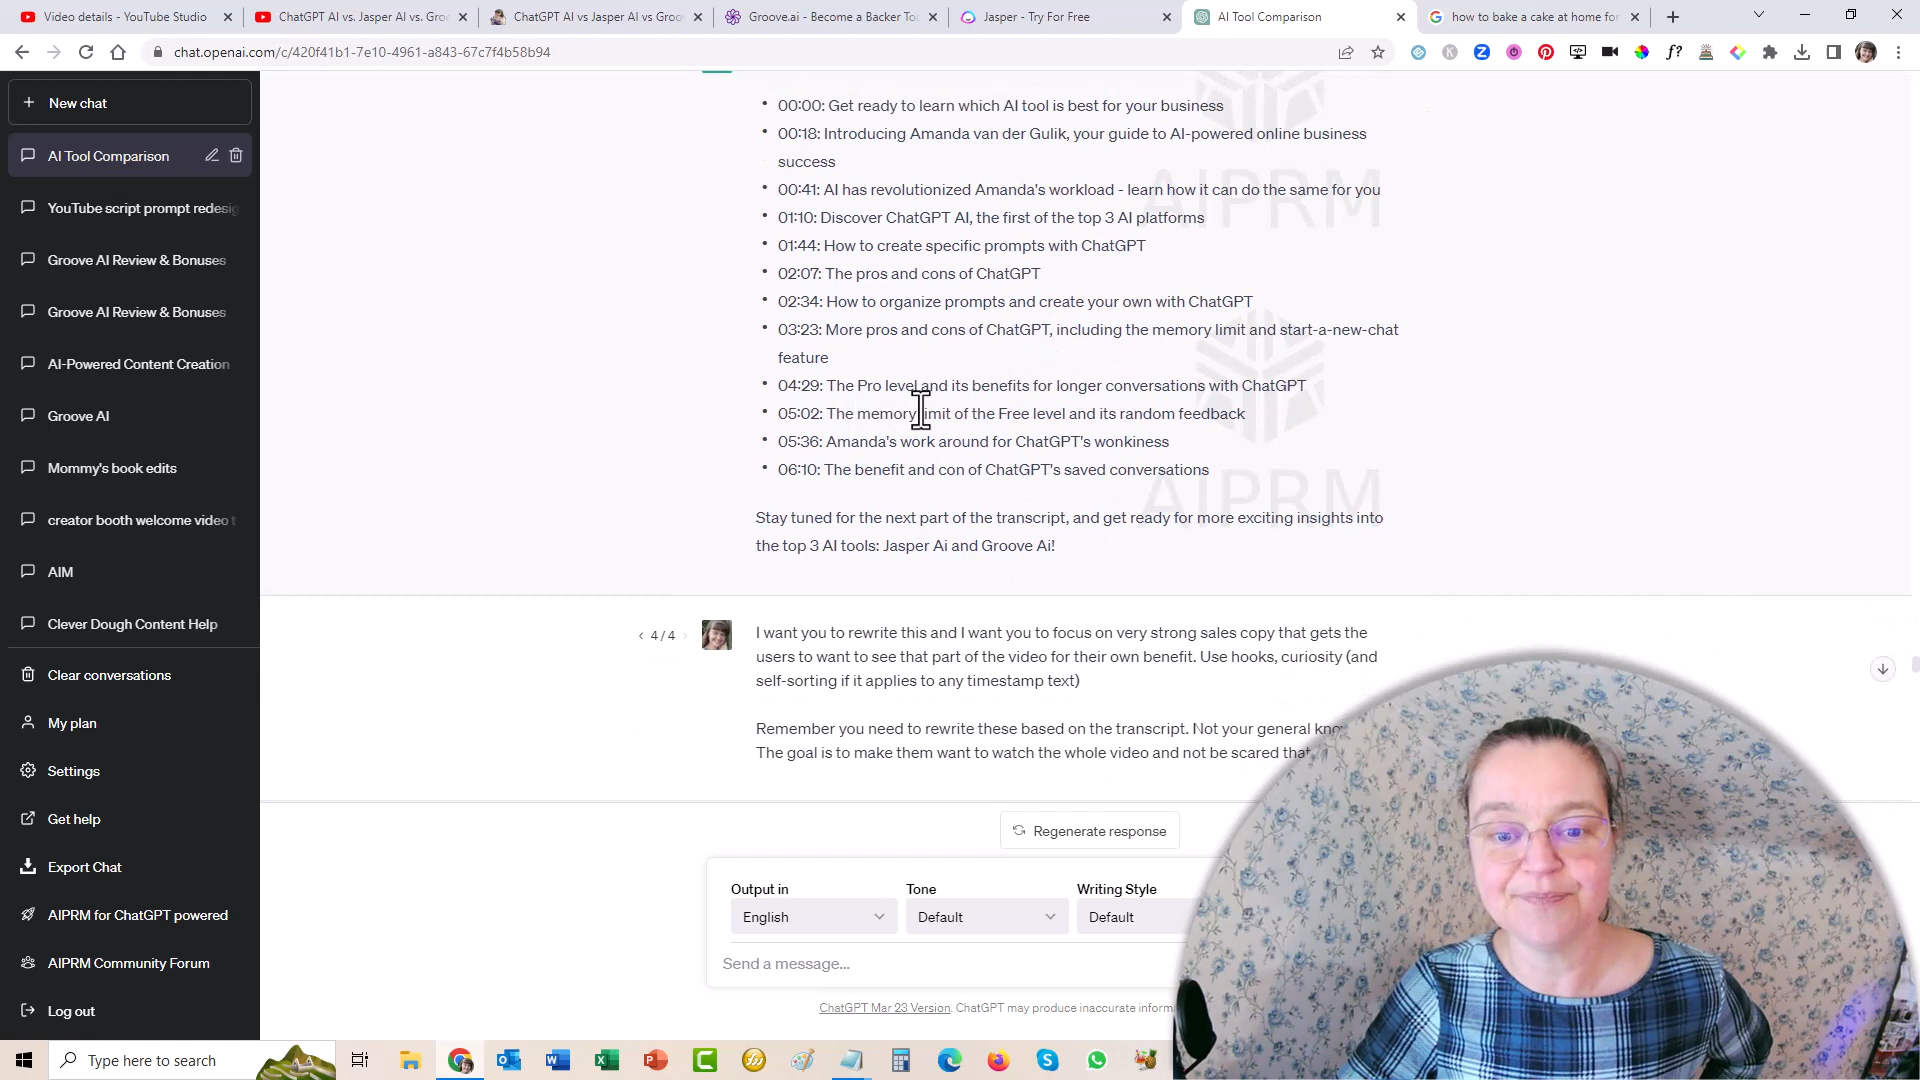 Video details - YouTube Studio
ChatGPT AI vs. Jasper AI vs. Groo
ChatGPT AI vs Jasper AI vs Groo
Groove.ai - Become a Backer To
Jasper - Try For Free
AI Tool Comparison
how to bake a cake at home for
chat.openai.com/c/420f41b1-7e10-4961-a843-67c7f4b58b94
New chat
AI Tool Comparison
YouTube script prompt redesig
Groove AI Review & Bonuses
Groove AI Review & Bonuses
AI-Powered Content Creation
Groove AI
Mommy's book edits
creator booth welcome video t
AIM
Clever Dough Content Help
Clear conversations
My plan
Settings
Get help
Export Chat
AIPRM for ChatGPT powered
AIPRM Community Forum
Log out
• 00:00: Get ready to learn which AI tool is best for your business
• 00:18: Introducing Amanda van der Gulik, your guide to AI-powered online business
success
• 00:41: AI has revolutionized Amanda's workload - learn how it can do the same for you
• 01:10: Discover ChatGPT AI, the first of the top 3 AI platforms
• 01:44: How to create specific prompts with ChatGPT
• 02:07: The pros and cons of ChatGPT
• 02:34: How to organize prompts and create your own with ChatGPT
• 03:23: More pros and cons of ChatGPT, including the memory limit and start-a-new-chat
feature
• 04:29: The Pro level and its benefits for longer conversations with ChatGPT
• 05:02: The memory limit of the Free level and its random feedback
• 05:36: Amanda's work around for ChatGPT's wonkiness
• 06:10: The benefit and con of ChatGPT's saved conversations
AIPRM
AIPRM
Stay tuned for the next part of the transcript, and get ready for more exciting insights into
the top 3 AI tools: Jasper Ai and Groove Ai!
4 / 4
I want you to rewrite this and I want you to focus on very strong sales copy that gets the
users to want to see that part of the video for their own benefit. Use hooks, curiosity (and
self-sorting if it applies to any timestamp text)
Remember you need to rewrite these based on the transcript. Not your general kno
The goal is to make them want to watch the whole video and not be scared that
Regenerate response
Output in
Tone
Writing Style
English
Default
Default
Send a message...
ChatGPT Mar 23 Version. ChatGPT may produce inaccurate inform
Type here to search